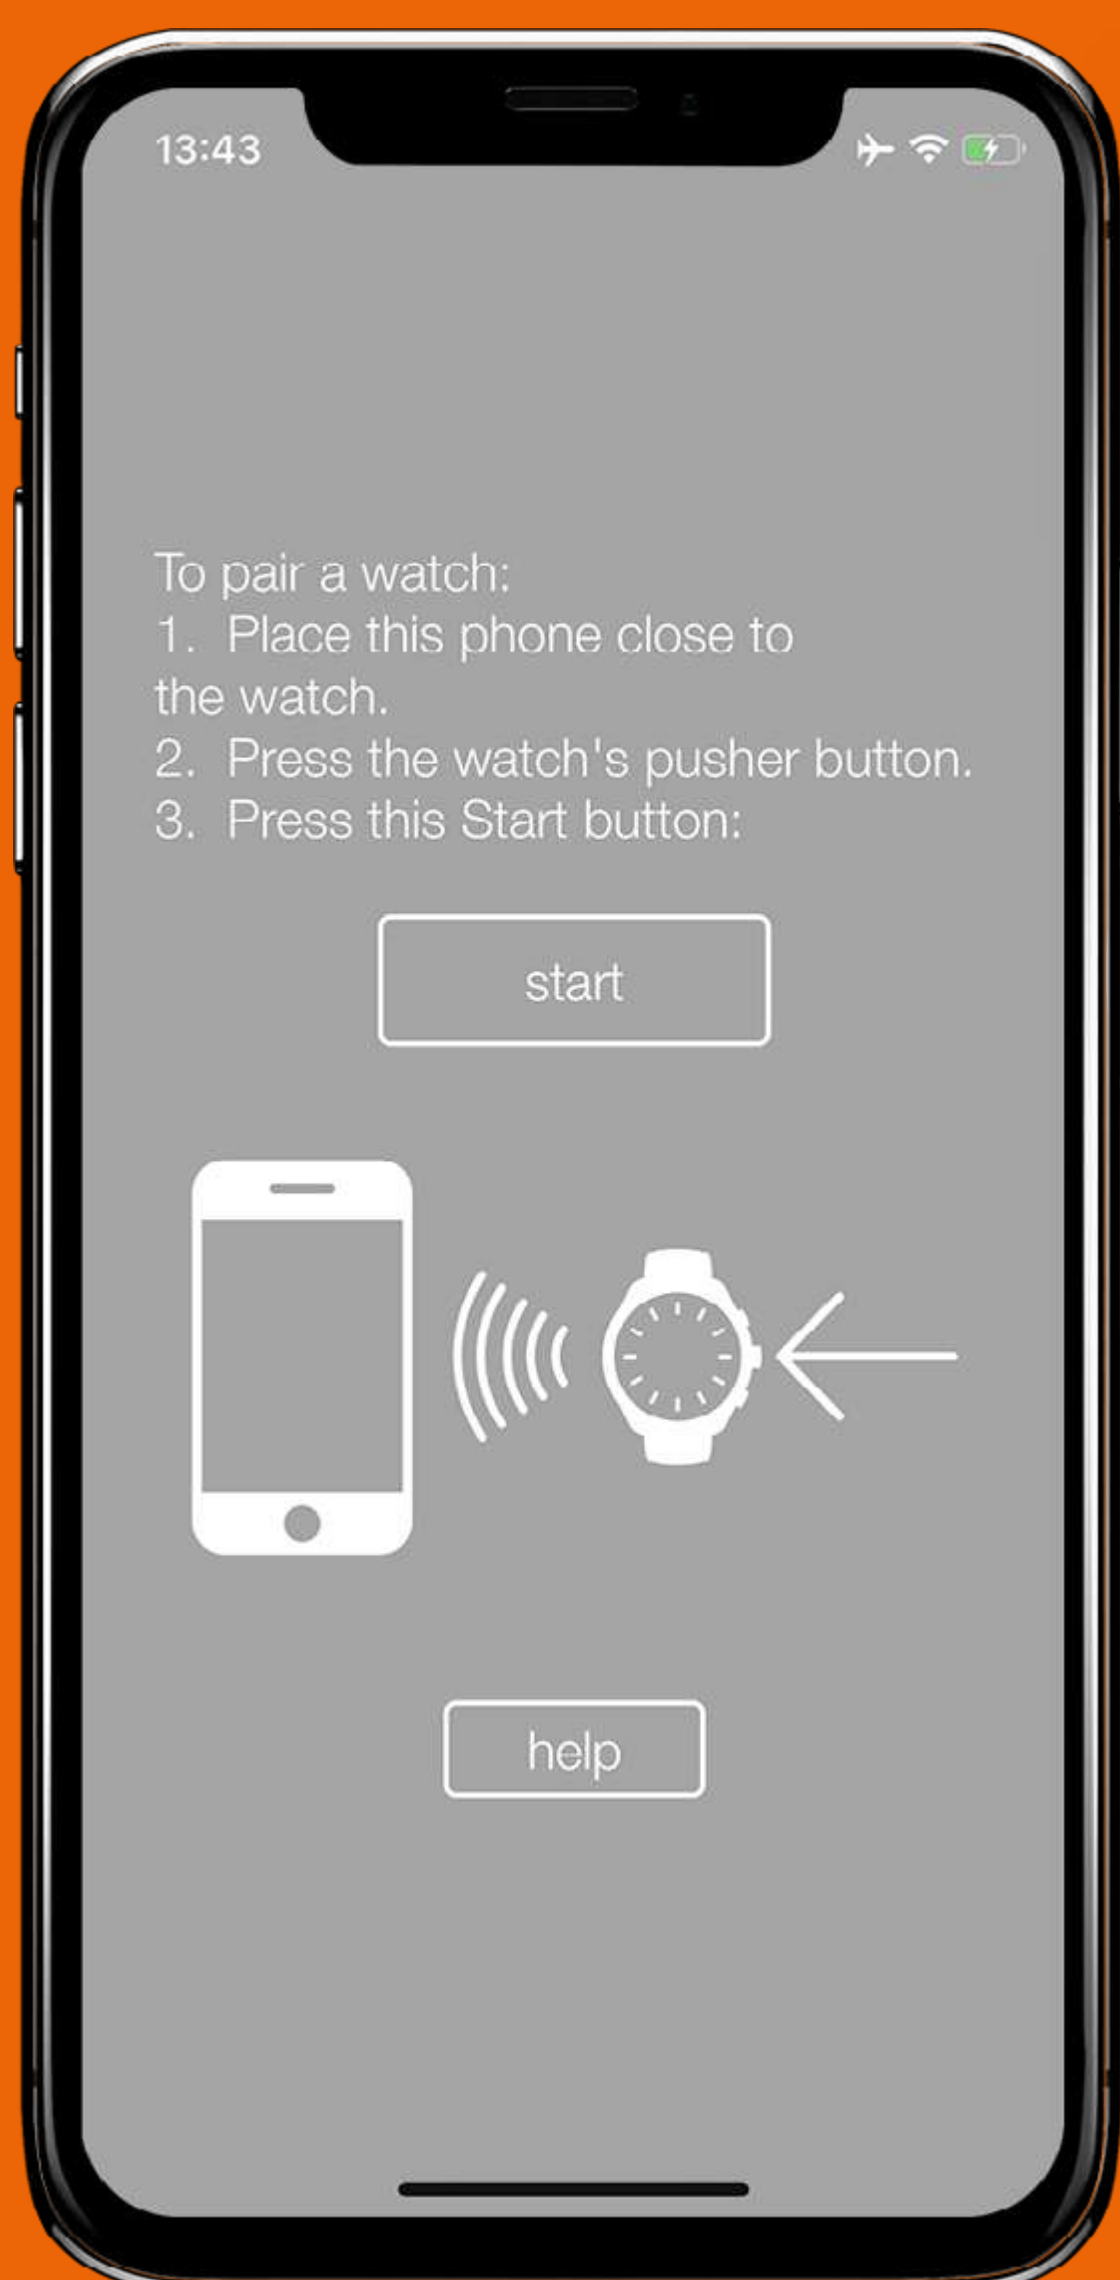 13:43
To pair a watch:
1. Place this phone close to
the watch.
2. Press the watch's pusher button.
3. Press this Start button:
start
help